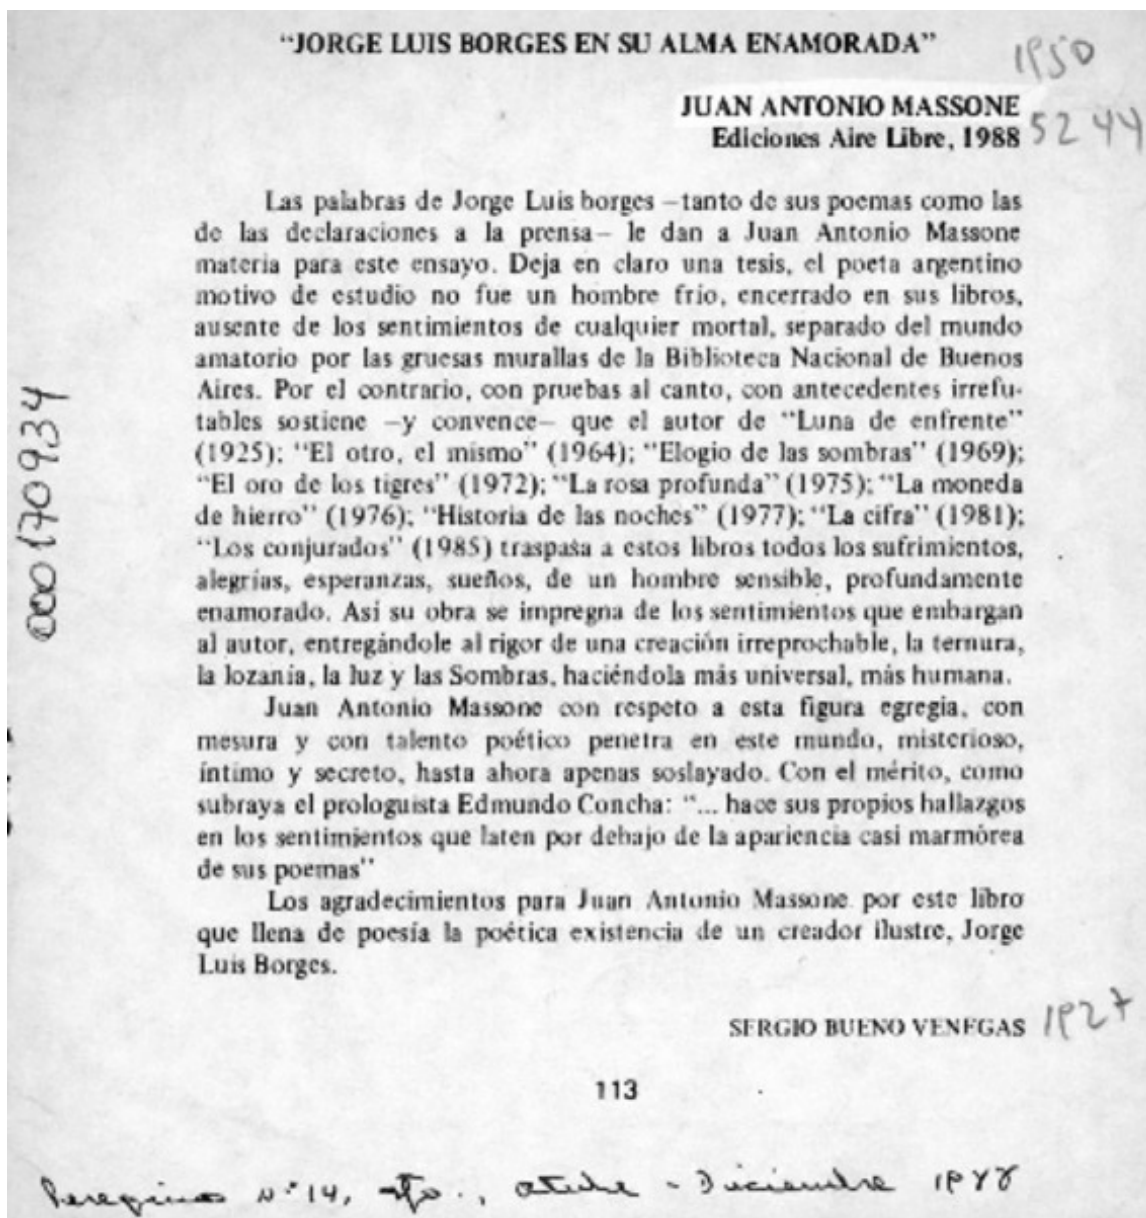 “JORGE LUIS BORGES EN SU ALMA ENAMORADA”
1950
JUAN ANTONIO MASSONE
Ediciones Aire Libre, 1988 5244
Las palabras de Jorge Luis borges —tanto de sus poemas como las
de las declaraciones a la prensa— le dan a Juan Antonio Massone
materia para este ensayo. Deja en claro una tesis, el poeta argentino
motivo de estudio no fue un hombre frío, encerrado en sus libros,
ausente de los sentimientos de cualquier mortal, separado del mundo
amatorio por las gruesas murallas de la Biblioteca Nacional de Buenos
Aires. Por el contrario, con pruebas al canto, con antecedentes irrefu-
tables sostiene —y convence— que el autor de “Luna de enfrente”
(1925); “El otro, el mismo” (1964); “Elogio de las sombras” (1969);
“El oro de los tigres” (1972); “La rosa profunda” (1975); “La moneda
de hierro” (1976); “Historia de las noches” (1977); “La cifra” (1981);
“Los conjurados” (1985) traspasa a estos libros todos los sufrimientos,
alegrías, esperanzas, sueños, de un hombre sensible, profundamente
enamorado. Así su obra se impregna de los sentimientos que embargan
al autor, entregándole al rigor de una creación irreprochable, la ternura,
la lozanía, la luz y las Sombras, haciéndola más universal, más humana.
Juan Antonio Massone con respeto a esta figura egregia, con
mesura y con talento poético penetra en este mundo, misterioso,
íntimo y secreto, hasta ahora apenas soslayado. Con el mérito, como
subraya el prologuista Edmundo Concha: “... hace sus propios hallazgos
en los sentimientos que laten por debajo de la apariencia casi marmórea
de sus poemas”
Los agradecimientos para Juan Antonio Massone por este libro
que llena de poesía la poética existencia de un creador ilustre, Jorge
Luis Borges.
SERGIO BUENO VENEGAS 1927
113
000170934
Peregrino N° 14, Stgo., - Diciembre 1988